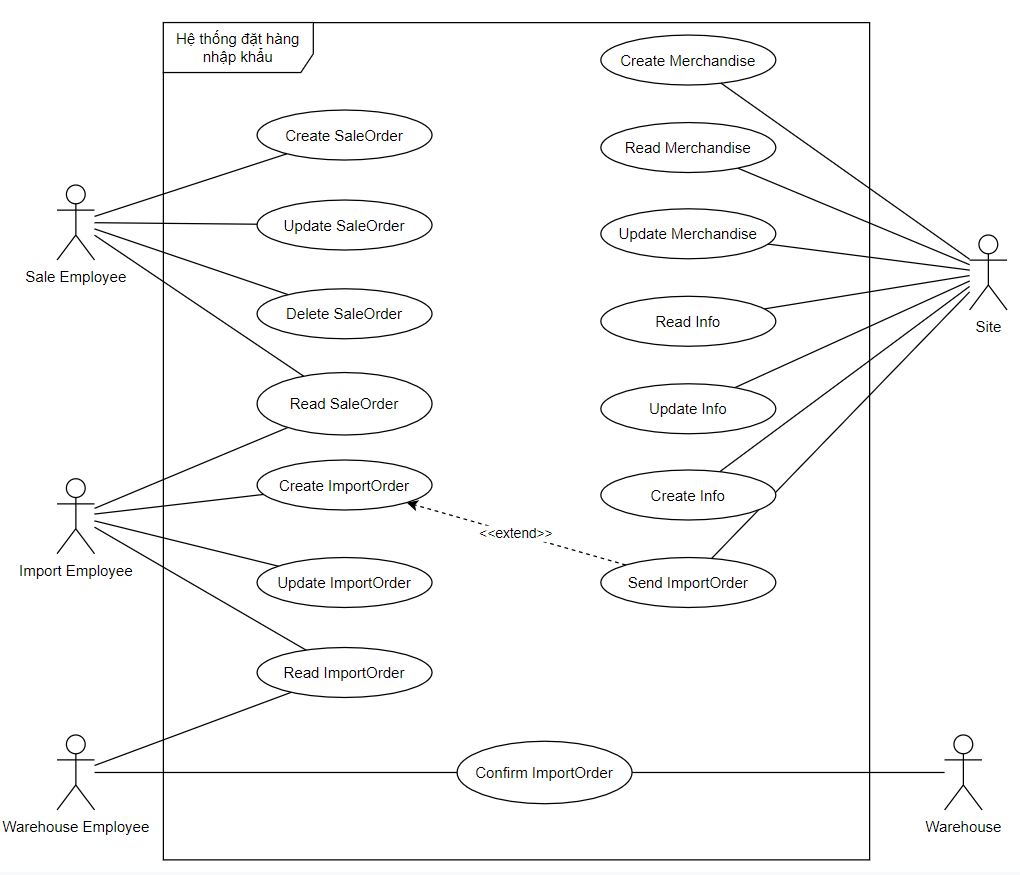 Hệ thống đặt hàng
nhập khẩu
Create Merchandise
Create SaleOrder
Read Merchandise
Update SaleOrder
Update Merchandise
Sale Employee
Delete SaleOrder
Read Info
Site
Read SaleOrder
Update Info
Create ImportOrder
Create Info
<<extend>>
Import Employee
Update ImportOrder
Send ImportOrder
Read ImportOrder
Confirm ImportOrder
Warehouse Employee
Warehouse